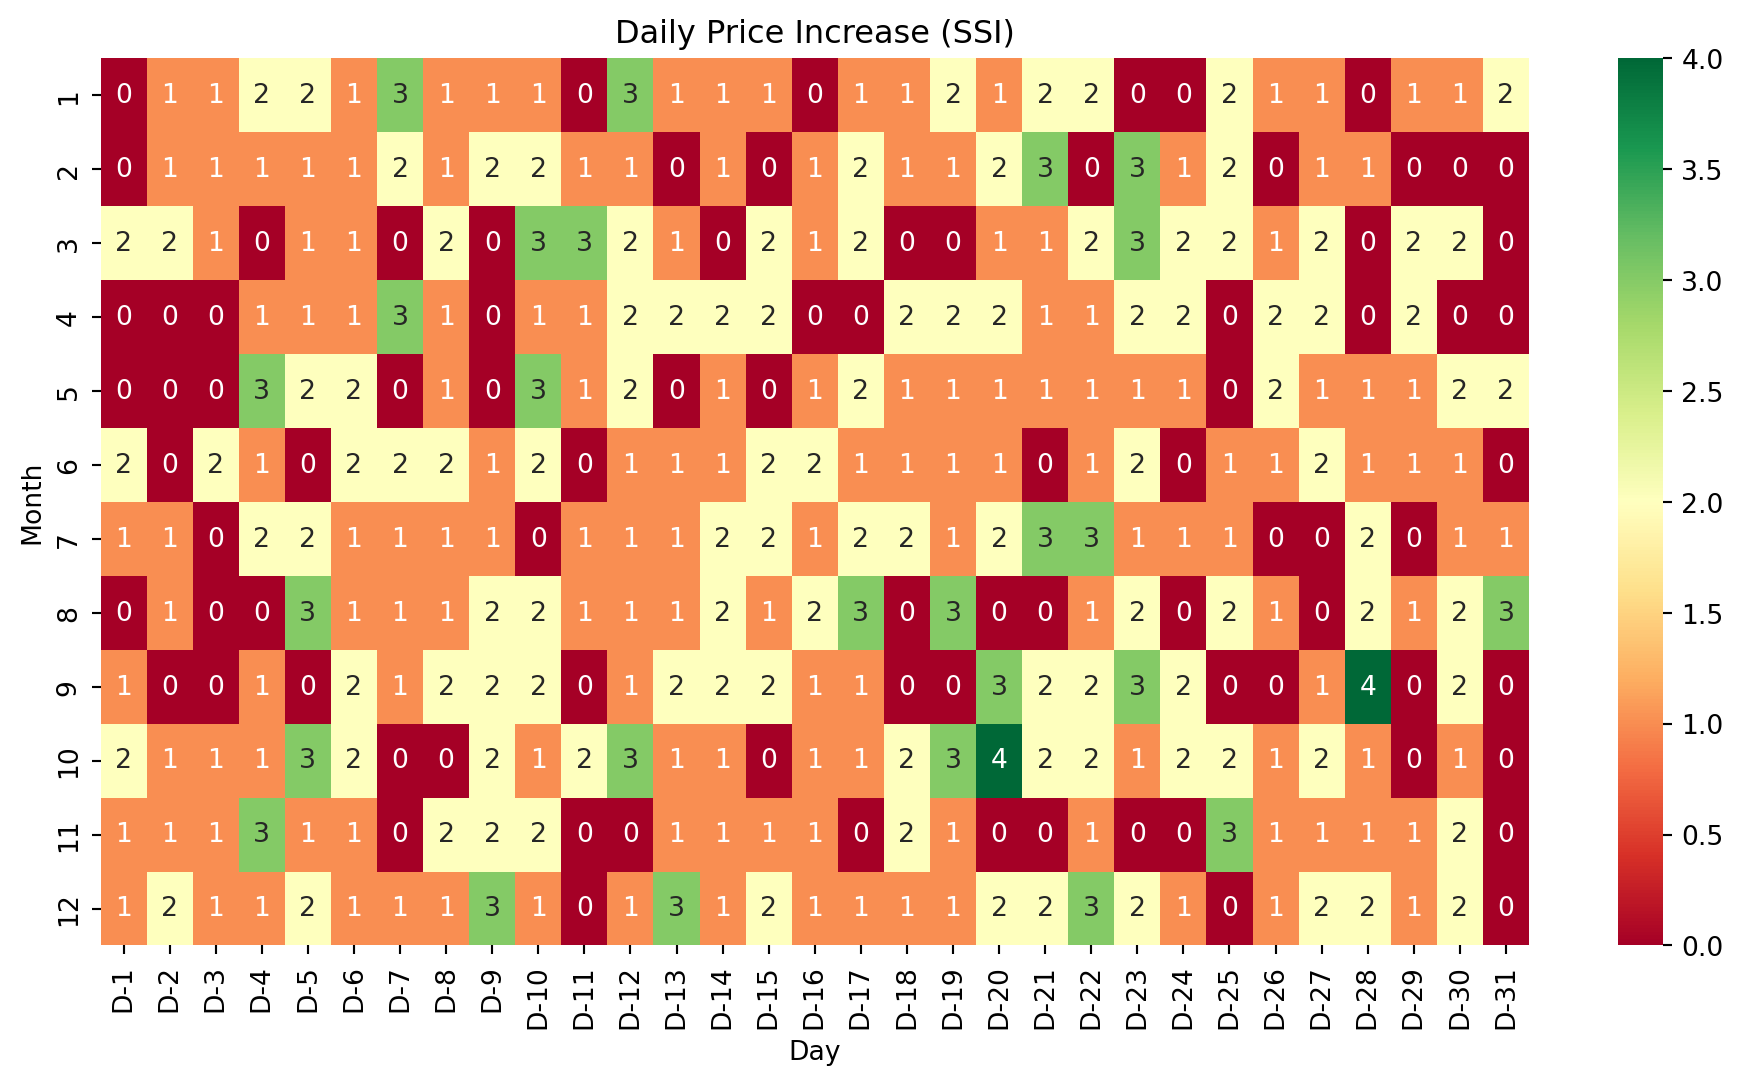 Daily Price Increase (SSI)
1 0 1 1 2 2 1 3 1 1 1 0 3 1 1 1 0 1 1 2 1 2 2 0 0 2 1 1 0 1 1 2
2 0 1 1 1 1 1 2 1 2 2 1 1 0 1 0 1 2 1 1 2 3 0 3 1 2 0 1 1 0 0 0
3 2 2 1 0 1 1 0 2 0 3 3 2 1 0 2 1 2 0 0 1 1 2 3 2 2 1 2 0 2 2 0
4 0 0 0 1 1 1 3 1 0 1 1 2 2 2 2 0 0 2 2 2 1 1 2 2 0 2 2 0 2 0 0
5 0 0 0 3 2 2 0 1 0 3 1 2 0 1 0 1 2 1 1 1 1 1 1 1 0 2 1 1 1 2 2
6 2 0 2 1 0 2 2 2 1 2 0 1 1 1 2 2 1 1 1 1 0 1 2 0 1 1 2 1 1 1 0
7 1 1 0 2 2 1 1 1 1 0 1 1 1 2 2 1 2 2 1 2 3 3 1 1 1 0 0 2 0 1 1
8 0 1 0 0 3 1 1 1 2 2 1 1 1 2 1 2 3 0 3 0 0 1 2 0 2 1 0 2 1 2 3
9 1 0 0 1 0 2 1 2 2 2 0 1 2 2 2 1 1 0 0 3 2 2 3 2 0 0 1 4 0 2 0
10 2 1 1 1 3 2 0 0 2 1 2 3 1 1 0 1 1 2 3 4 2 2 1 2 2 1 2 1 0 1 0
11 1 1 1 3 1 1 0 2 2 2 0 0 1 1 1 1 0 2 1 0 0 1 0 0 3 1 1 1 1 2 0
12 1 2 1 1 2 1 1 1 3 1 0 1 3 1 2 1 1 1 1 2 2 3 2 1 0 1 2 2 1 2 0
Month
D-1 D-2 D-3 D-4 D-5 D-6 D-7 D-8 D-9 D-10 D-11 D-12 D-13 D-14 D-15 D-16 D-17 D-18 D-19 D-20 D-21 D-22 D-23 D-24 D-25 D-26 D-27 D-28 D-29 D-30 D-31
Day
4.0
3.5
3.0
2.5
2.0
1.5
1.0
0.5
0.0